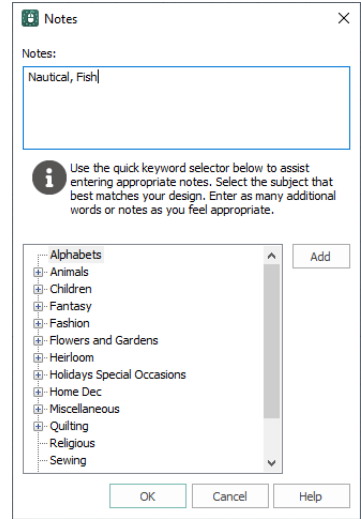 Notes
Notes:
Nautical, Fish
Use the quick keyword selector below to assist
entering appropriate notes. Select the subject that
best matches your design. Enter as many additional
words or notes as you feel appropriate.
Alphabets
Add
Animals
Children
Fantasy
Fashion
Flowers and Gardens
Heirloom
Holidays Special Occasions
Home Dec
Miscellaneous
Quilting
Religious
Sewing
OK Cancel Help